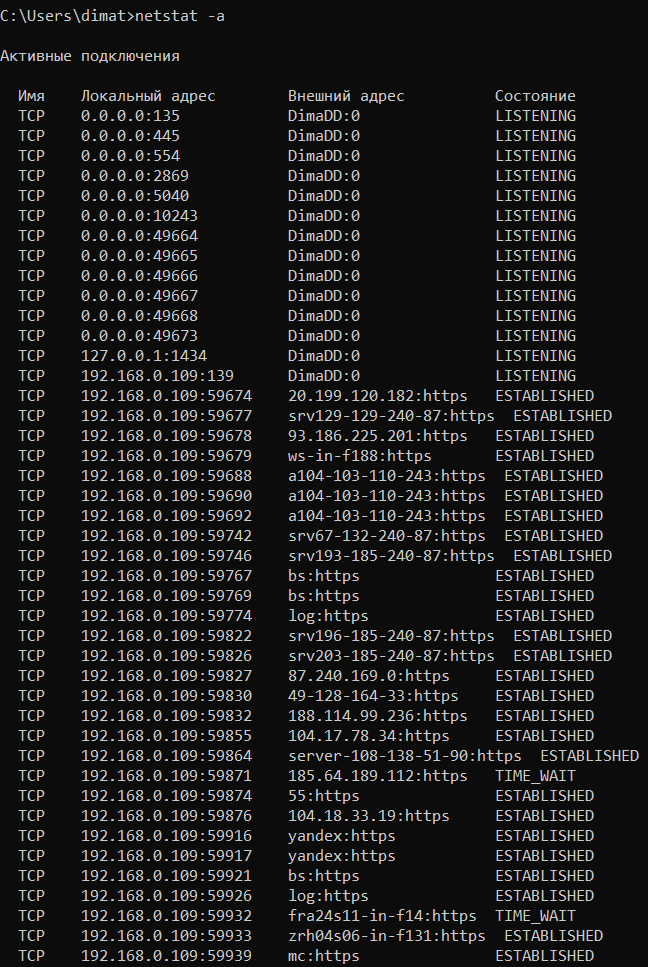 C:\Users\dimat>netstat -a
Активные подключения
Имя Локальный адрес Внешний адрес Состояние
TCP 0.0.0.0:135 DimaDD:0 LISTENING
TCP 0.0.0.0:445 DimaDD:0 LISTENING
TCP 0.0.0.0:554 DimaDD:0 LISTENING
TCP 0.0.0.0:2869 DimaDD:0 LISTENING
TCP 0.0.0.0:5040 DimaDD:0 LISTENING
TCP 0.0.0.0:10243 DimaDD:0 LISTENING
TCP 0.0.0.0:49664 DimaDD:0 LISTENING
TCP 0.0.0.0:49665 DimaDD:0 LISTENING
TCP 0.0.0.0:49666 DimaDD:0 LISTENING
TCP 0.0.0.0:49667 DimaDD:0 LISTENING
TCP 0.0.0.0:49668 DimaDD:0 LISTENING
TCP 0.0.0.0:49673 DimaDD:0 LISTENING
TCP 127.0.0.1:1434 DimaDD:0 LISTENING
TCP 192.168.0.109:139 DimaDD:0 LISTENING
TCP 192.168.0.109:59674 20.199.120.182:https ESTABLISHED
TCP 192.168.0.109:59677 srv129-129-240-87:https ESTABLISHED
TCP 192.168.0.109:59678 93.186.225.201:https ESTABLISHED
TCP 192.168.0.109:59679 ws-in-f188:https ESTABLISHED
TCP 192.168.0.109:59688 a104-103-110-243:https ESTABLISHED
TCP 192.168.0.109:59690 a104-103-110-243:https ESTABLISHED
TCP 192.168.0.109:59692 a104-103-110-243:https ESTABLISHED
TCP 192.168.0.109:59742 srv67-132-240-87:https ESTABLISHED
TCP 192.168.0.109:59746 srv193-185-240-87:https ESTABLISHED
TCP 192.168.0.109:59767 bs:https ESTABLISHED
TCP 192.168.0.109:59769 bs:https ESTABLISHED
TCP 192.168.0.109:59774 log:https ESTABLISHED
TCP 192.168.0.109:59822 srv196-185-240-87:https ESTABLISHED
TCP 192.168.0.109:59826 srv203-185-240-87:https ESTABLISHED
TCP 192.168.0.109:59827 87.240.169.0:https ESTABLISHED
TCP 192.168.0.109:59830 49-128-164-33:https ESTABLISHED
TCP 192.168.0.109:59832 188.114.99.236:https ESTABLISHED
TCP 192.168.0.109:59855 104.17.78.34:https ESTABLISHED
TCP 192.168.0.109:59864 server-108-138-51-90:https ESTABLISHED
TCP 192.168.0.109:59871 185.64.189.112:https TIME_WAIT
TCP 192.168.0.109:59874 55:https ESTABLISHED
TCP 192.168.0.109:59876 104.18.33.19:https ESTABLISHED
TCP 192.168.0.109:59916 yandex:https ESTABLISHED
TCP 192.168.0.109:59917 yandex:https ESTABLISHED
TCP 192.168.0.109:59921 bs:https ESTABLISHED
TCP 192.168.0.109:59926 log:https ESTABLISHED
TCP 192.168.0.109:59932 fra24s11-in-f14:https TIME_WAIT
TCP 192.168.0.109:59933 zrh04s06-in-f131:https ESTABLISHED
TCP 192.168.0.109:59939 mc:https ESTABLISHED